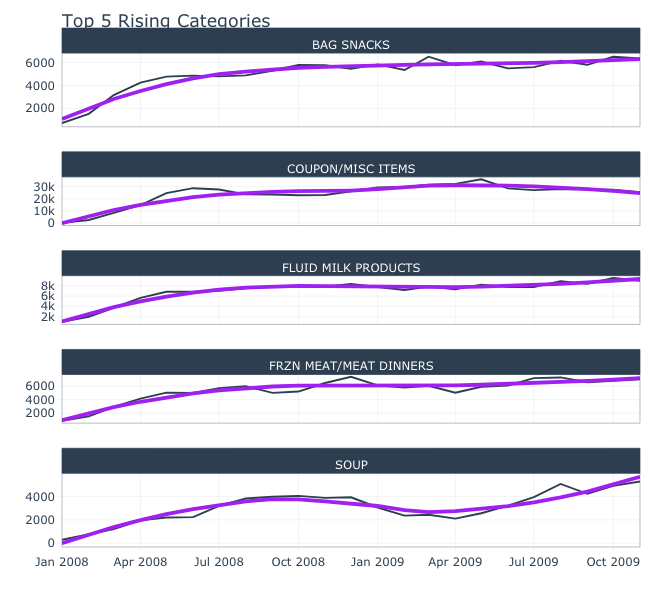 Top 5 Rising Categories
BAG SNACKS
6000
4000
2000
COUPON/MISC ITEMS
30k
20k
10k
0
FLUID MILK PRODUCTS
8k
6k
4k
2k
FRZN MEAT/MEAT DINNERS
6000
4000
2000
SOUP
4000
2000
0
Jan 2008 Apr 2008 Jul 2008 Oct 2008 Jan 2009 Apr 2009 Jul 2009 Oct 2009